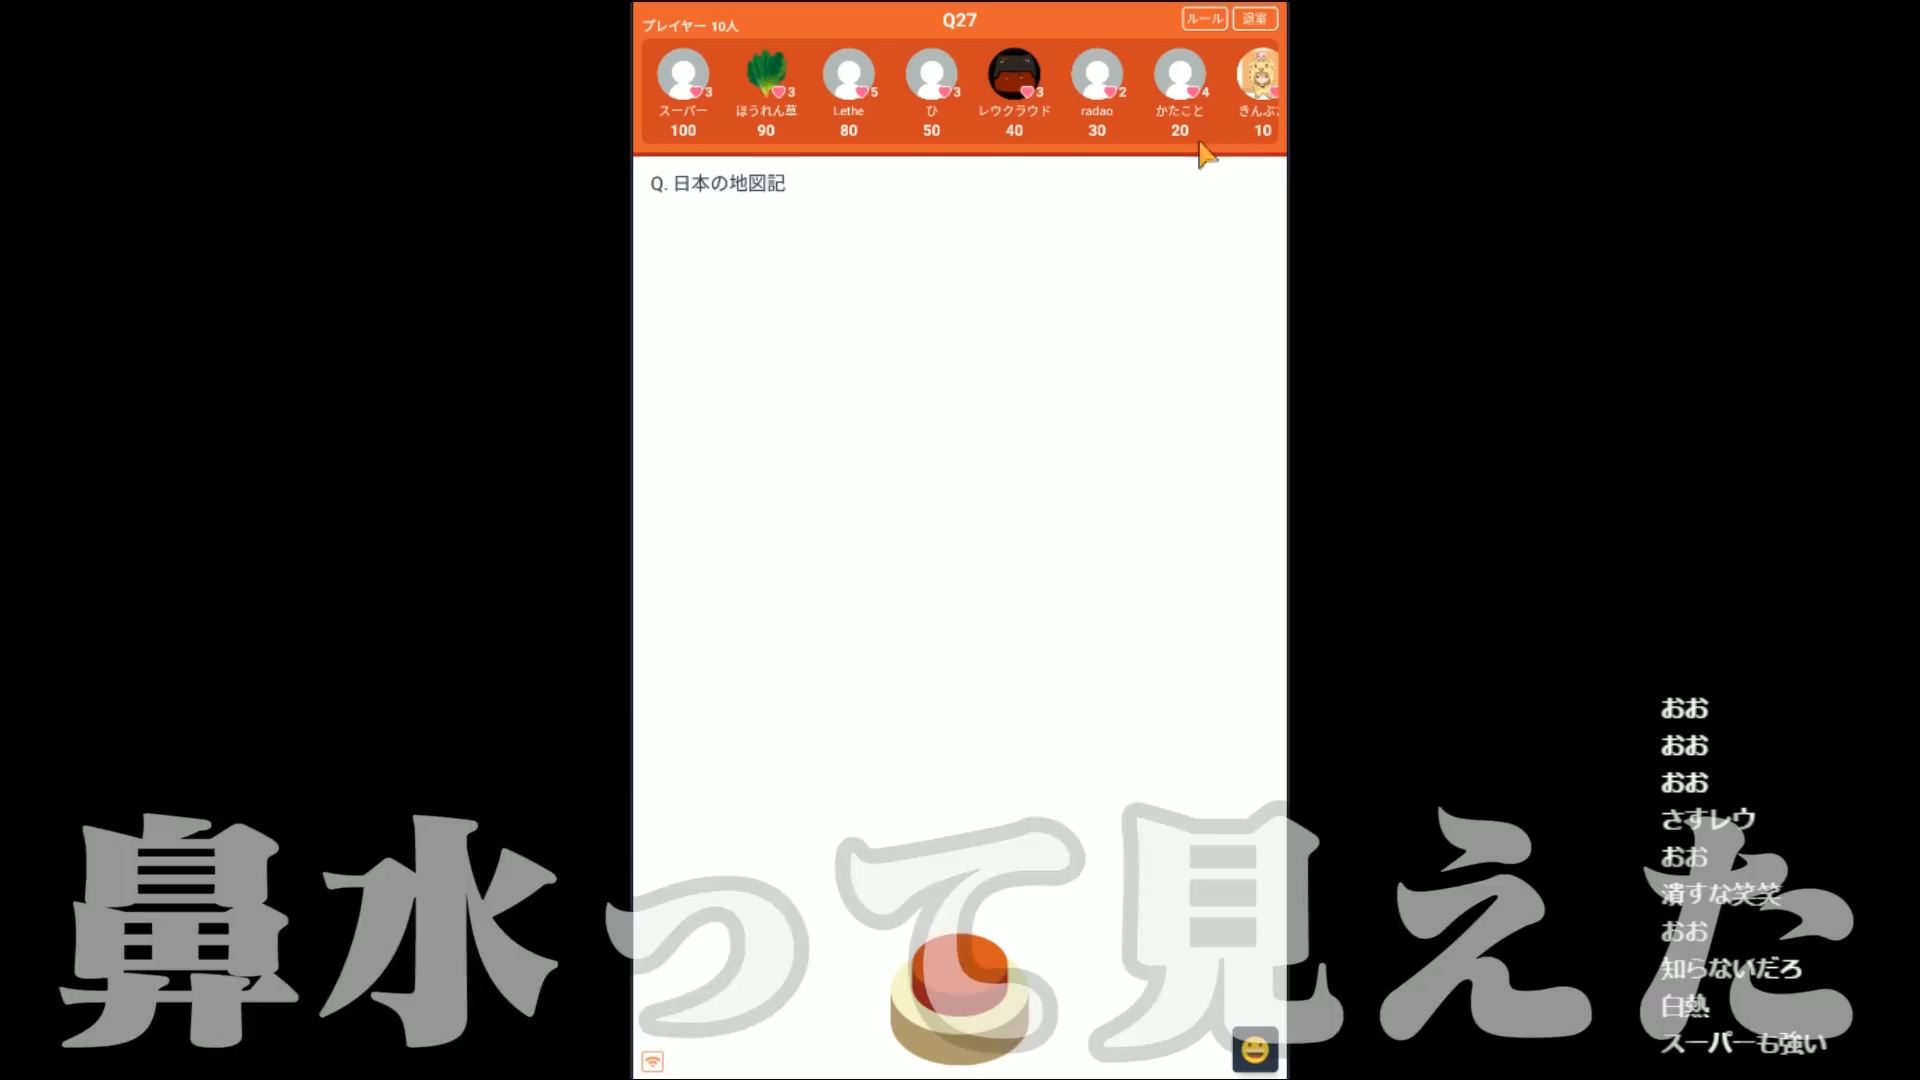 プレイヤー 10人
Q27
ルール
退室
3 3 5 3 3 2 4
スーパー ほうれん草 Lethe ひ レウクラウド radao かたこと きんぶ
100 90 80 50 40 30 20 10
Q. 日本の地図記
おお
おお
おお
さすレウ
おお
潰すな笑笑
おお
知らないだろ
白熱
スーパーも強い
鼻水って見えた